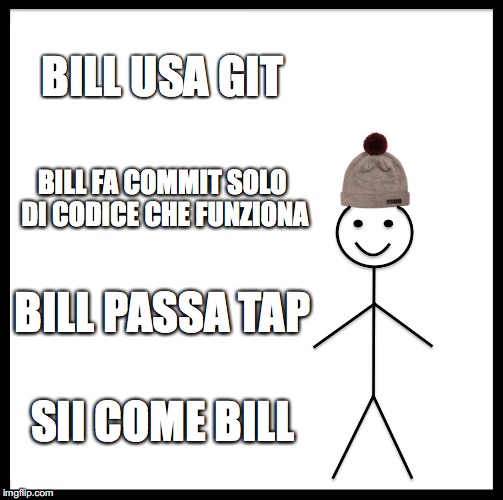 BILL USA GIT
BILL FA COMMIT SOLO
DI CODICE CHE FUNZIONA
BILL PASSA TAP
SII COME BILL
imgflip.com